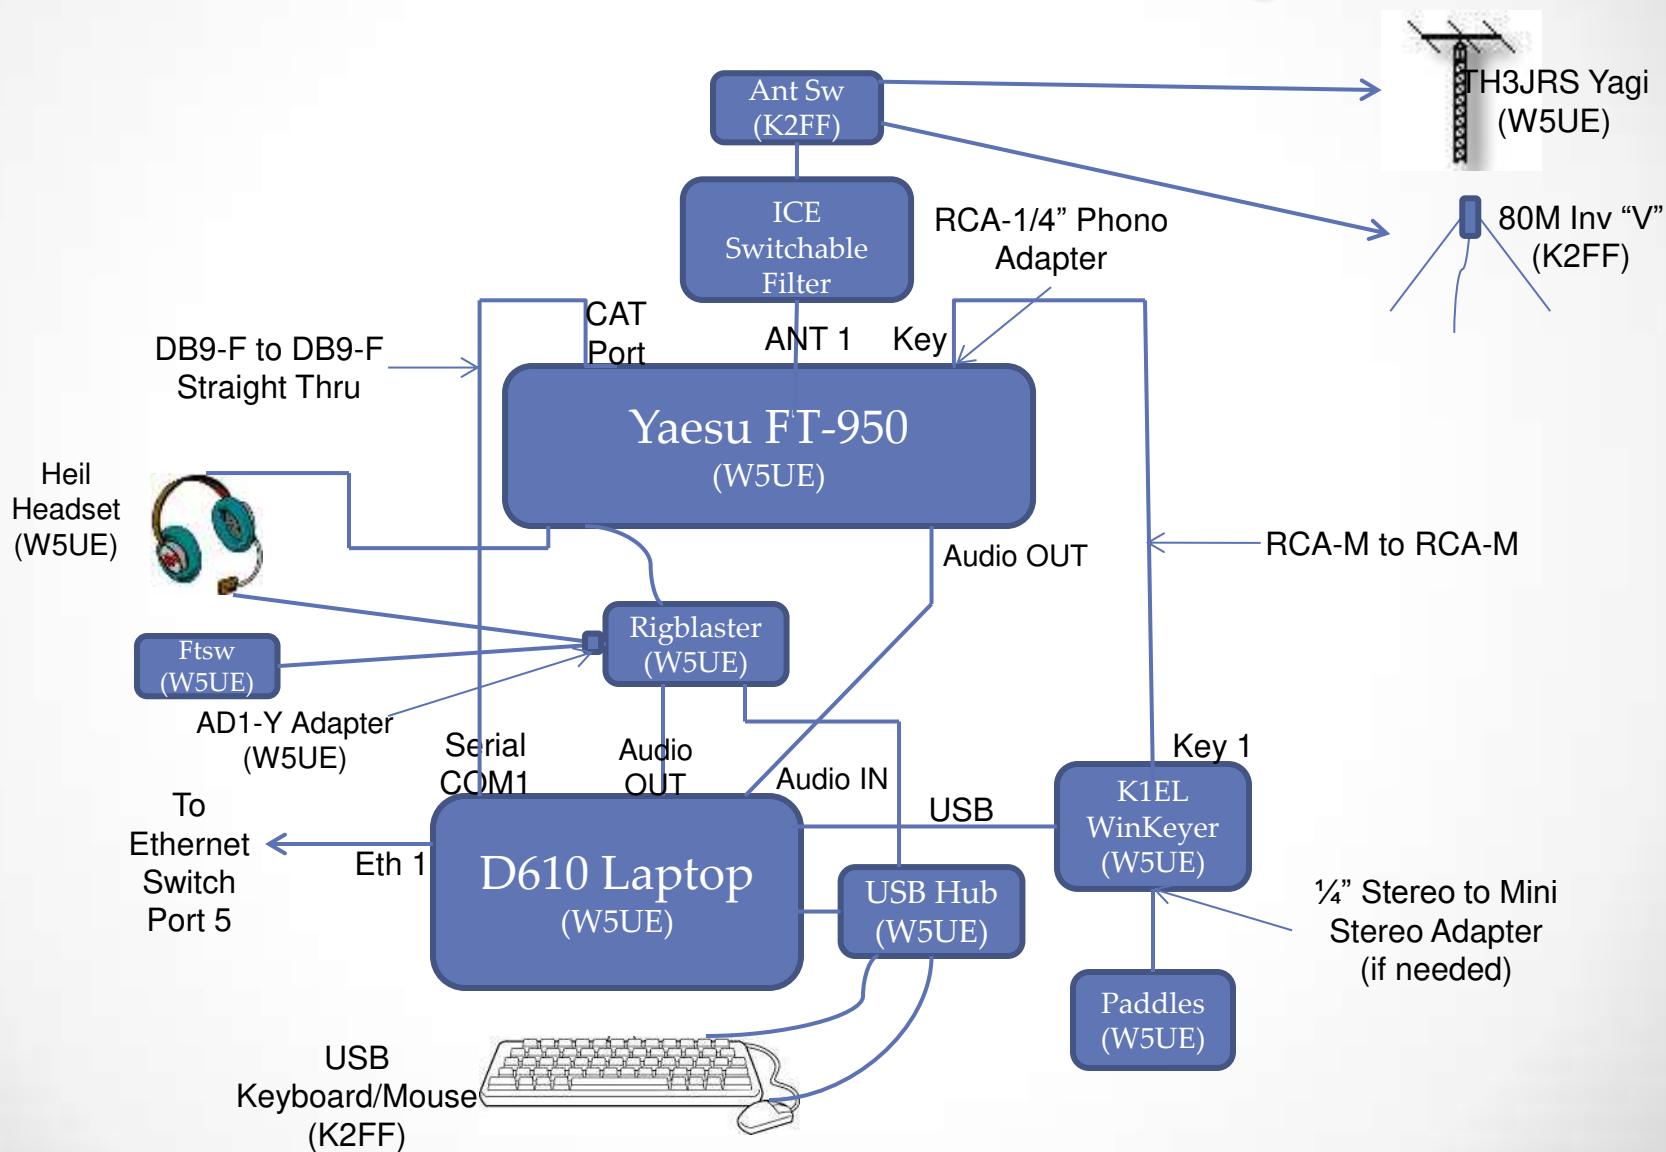 Ant Sw
(K2FF)
TH3JRS Yagi
(W5UE)
ICE
Switchable
Filter
RCA-1/4” Phono
Adapter
80M Inv “V”
(K2FF)
CAT
Port
ANT 1
Key
DB9-F to DB9-F
Straight Thru
Yaesu FT-950
(W5UE)
Heil
Headset
(W5UE)
Audio OUT
RCA-M to RCA-M
Rigblaster
(W5UE)
Ftsw
(W5UE)
AD1-Y Adapter
(W5UE)
Serial
COM1
Audio
OUT
Audio IN
Key 1
To
Ethernet
Switch
Port 5
Eth 1
USB
K1EL
WinKeyer
(W5UE)
D610 Laptop
(W5UE)
USB Hub
(W5UE)
¼” Stereo to Mini
Stereo Adapter
(if needed)
Paddles
(W5UE)
USB
Keyboard/Mouse
(K2FF)